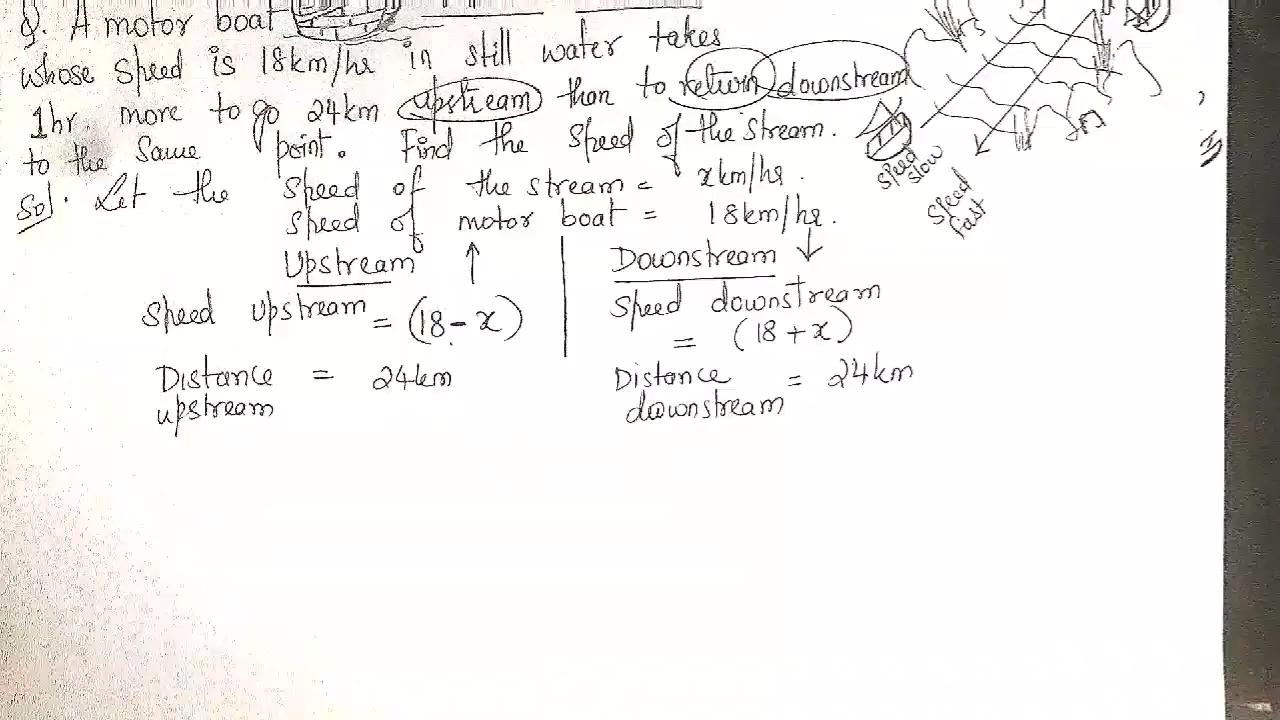 Q. A motor boat
whose speed is 18km/hr in still water takes
1hr. more to go 24km upstream than to return downstream
to the same point. Find the speed of the stream.
Sol. Let the speed of the stream = x km/hr.
speed of motor boat = 18km/hr.
Upstream ↑
Speed upstream = (18 - x)
Distance upstream = 24km
Downstream ↓
Speed downstream
= (18 + x)
Distance downstream = 24km
Speed slow
Speed fast